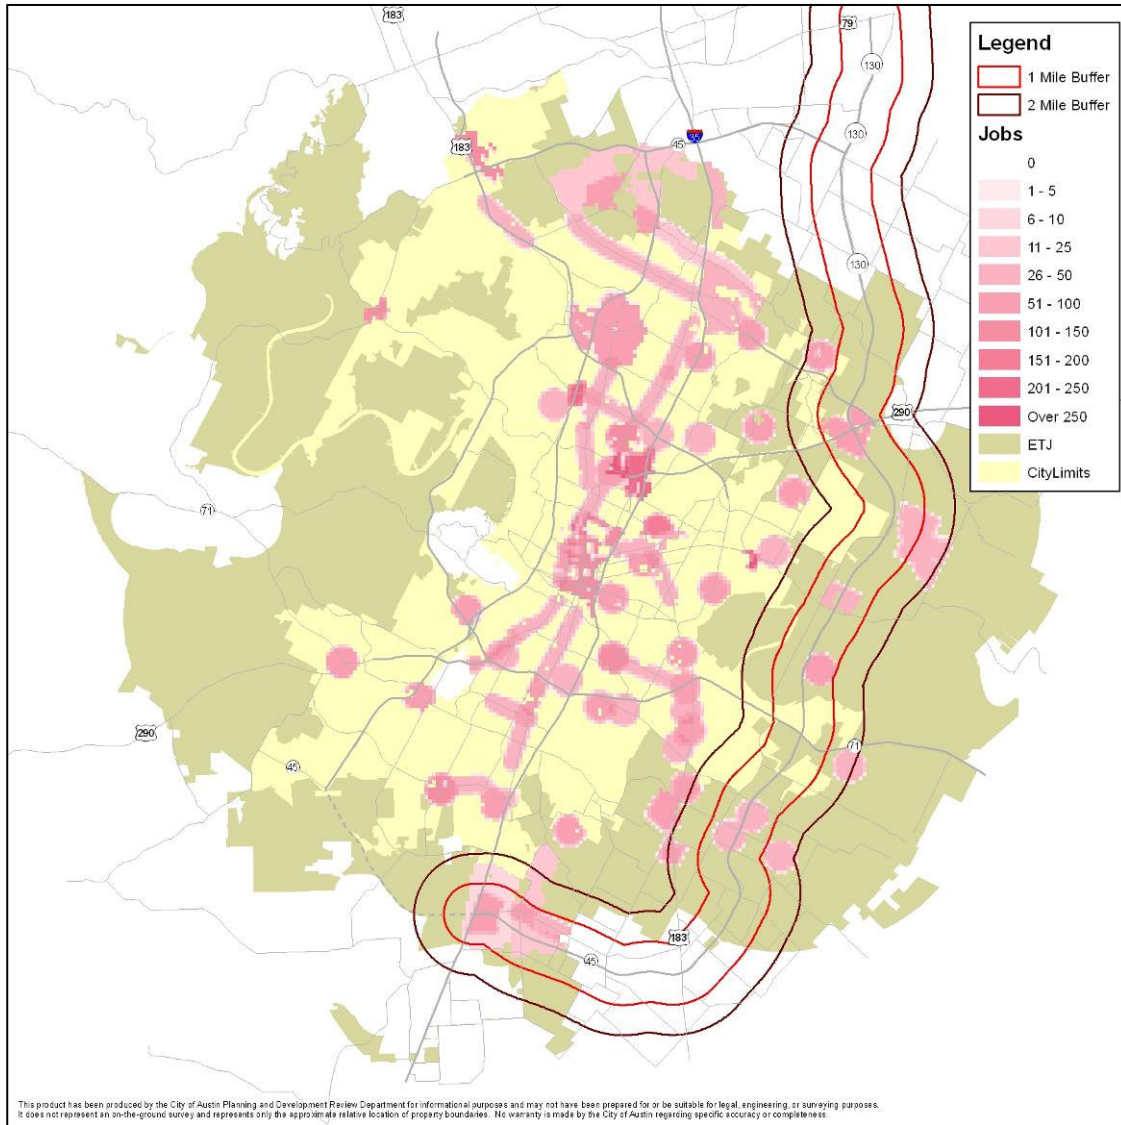 183
79
Legend
1 Mile Buffer
2 Mile Buffer
130
Jobs
130
45
35
183
0
1 - 5
6 - 10
11 - 25
26 - 50
130
51 - 100
101 - 150
151 - 200
201 - 250
Over 250
290
ETJ
CityLimits
71
290
71
45
183
45
This product has been produced by the City of Austin Planning and Development Review Department for informational purposes and may not have been prepared for or be suitable for legal, engineering, or surveying purposes.
It does not represent an on-the-ground survey and represents only the approximate relative location of property boundaries. No warranty is made by the City of Austin regarding specific accuracy or completeness.